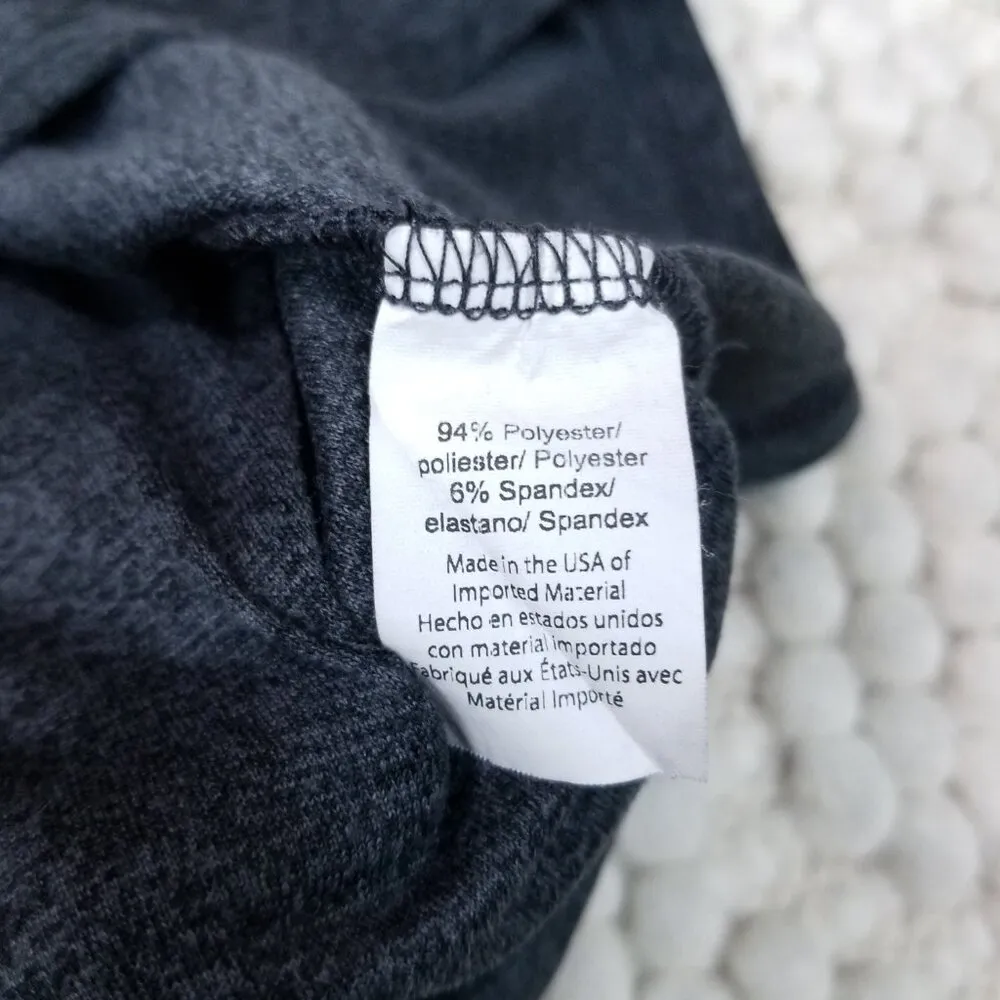 94% Polyester/
poliester/ Polyester
6% Spandex/
elastano/ Spandex
Made in the USA of
Imported Material
Hecho en estados unidos
con material importado
Fabriqué aux États-Unis avec
Matérial Importé